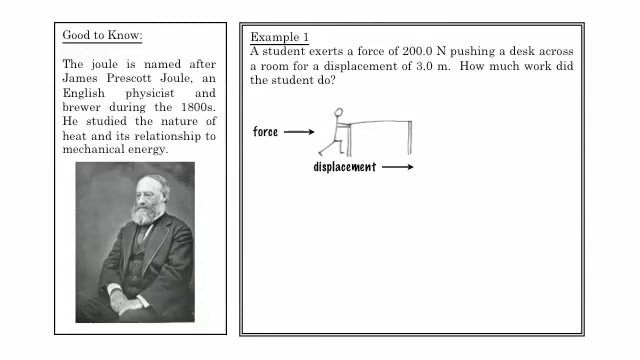 Good to Know:
The joule is named after
James Prescott Joule, an
English physicist and
brewer during the 1800s.
He studied the nature of
heat and its relationship to
mechanical energy.
Example 1
A student exerts a force of 200.0 N pushing a desk across
a room for a displacement of 3.0 m. How much work did
the student do?
force
displacement